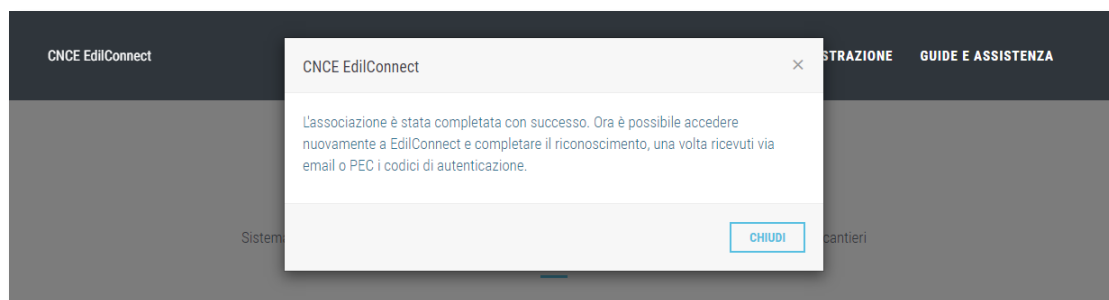 CNCE EdilConnect
STRAZIONE GUIDE E ASSISTENZA
CNCE EdilConnect ×
L'associazione è stata completata con successo. Ora è possibile accedere
nuovamente a EdilConnect e completare il riconoscimento, una volta ricevuti via
email o PEC i codici di autenticazione.
CHIUDI
Sistema cantieri